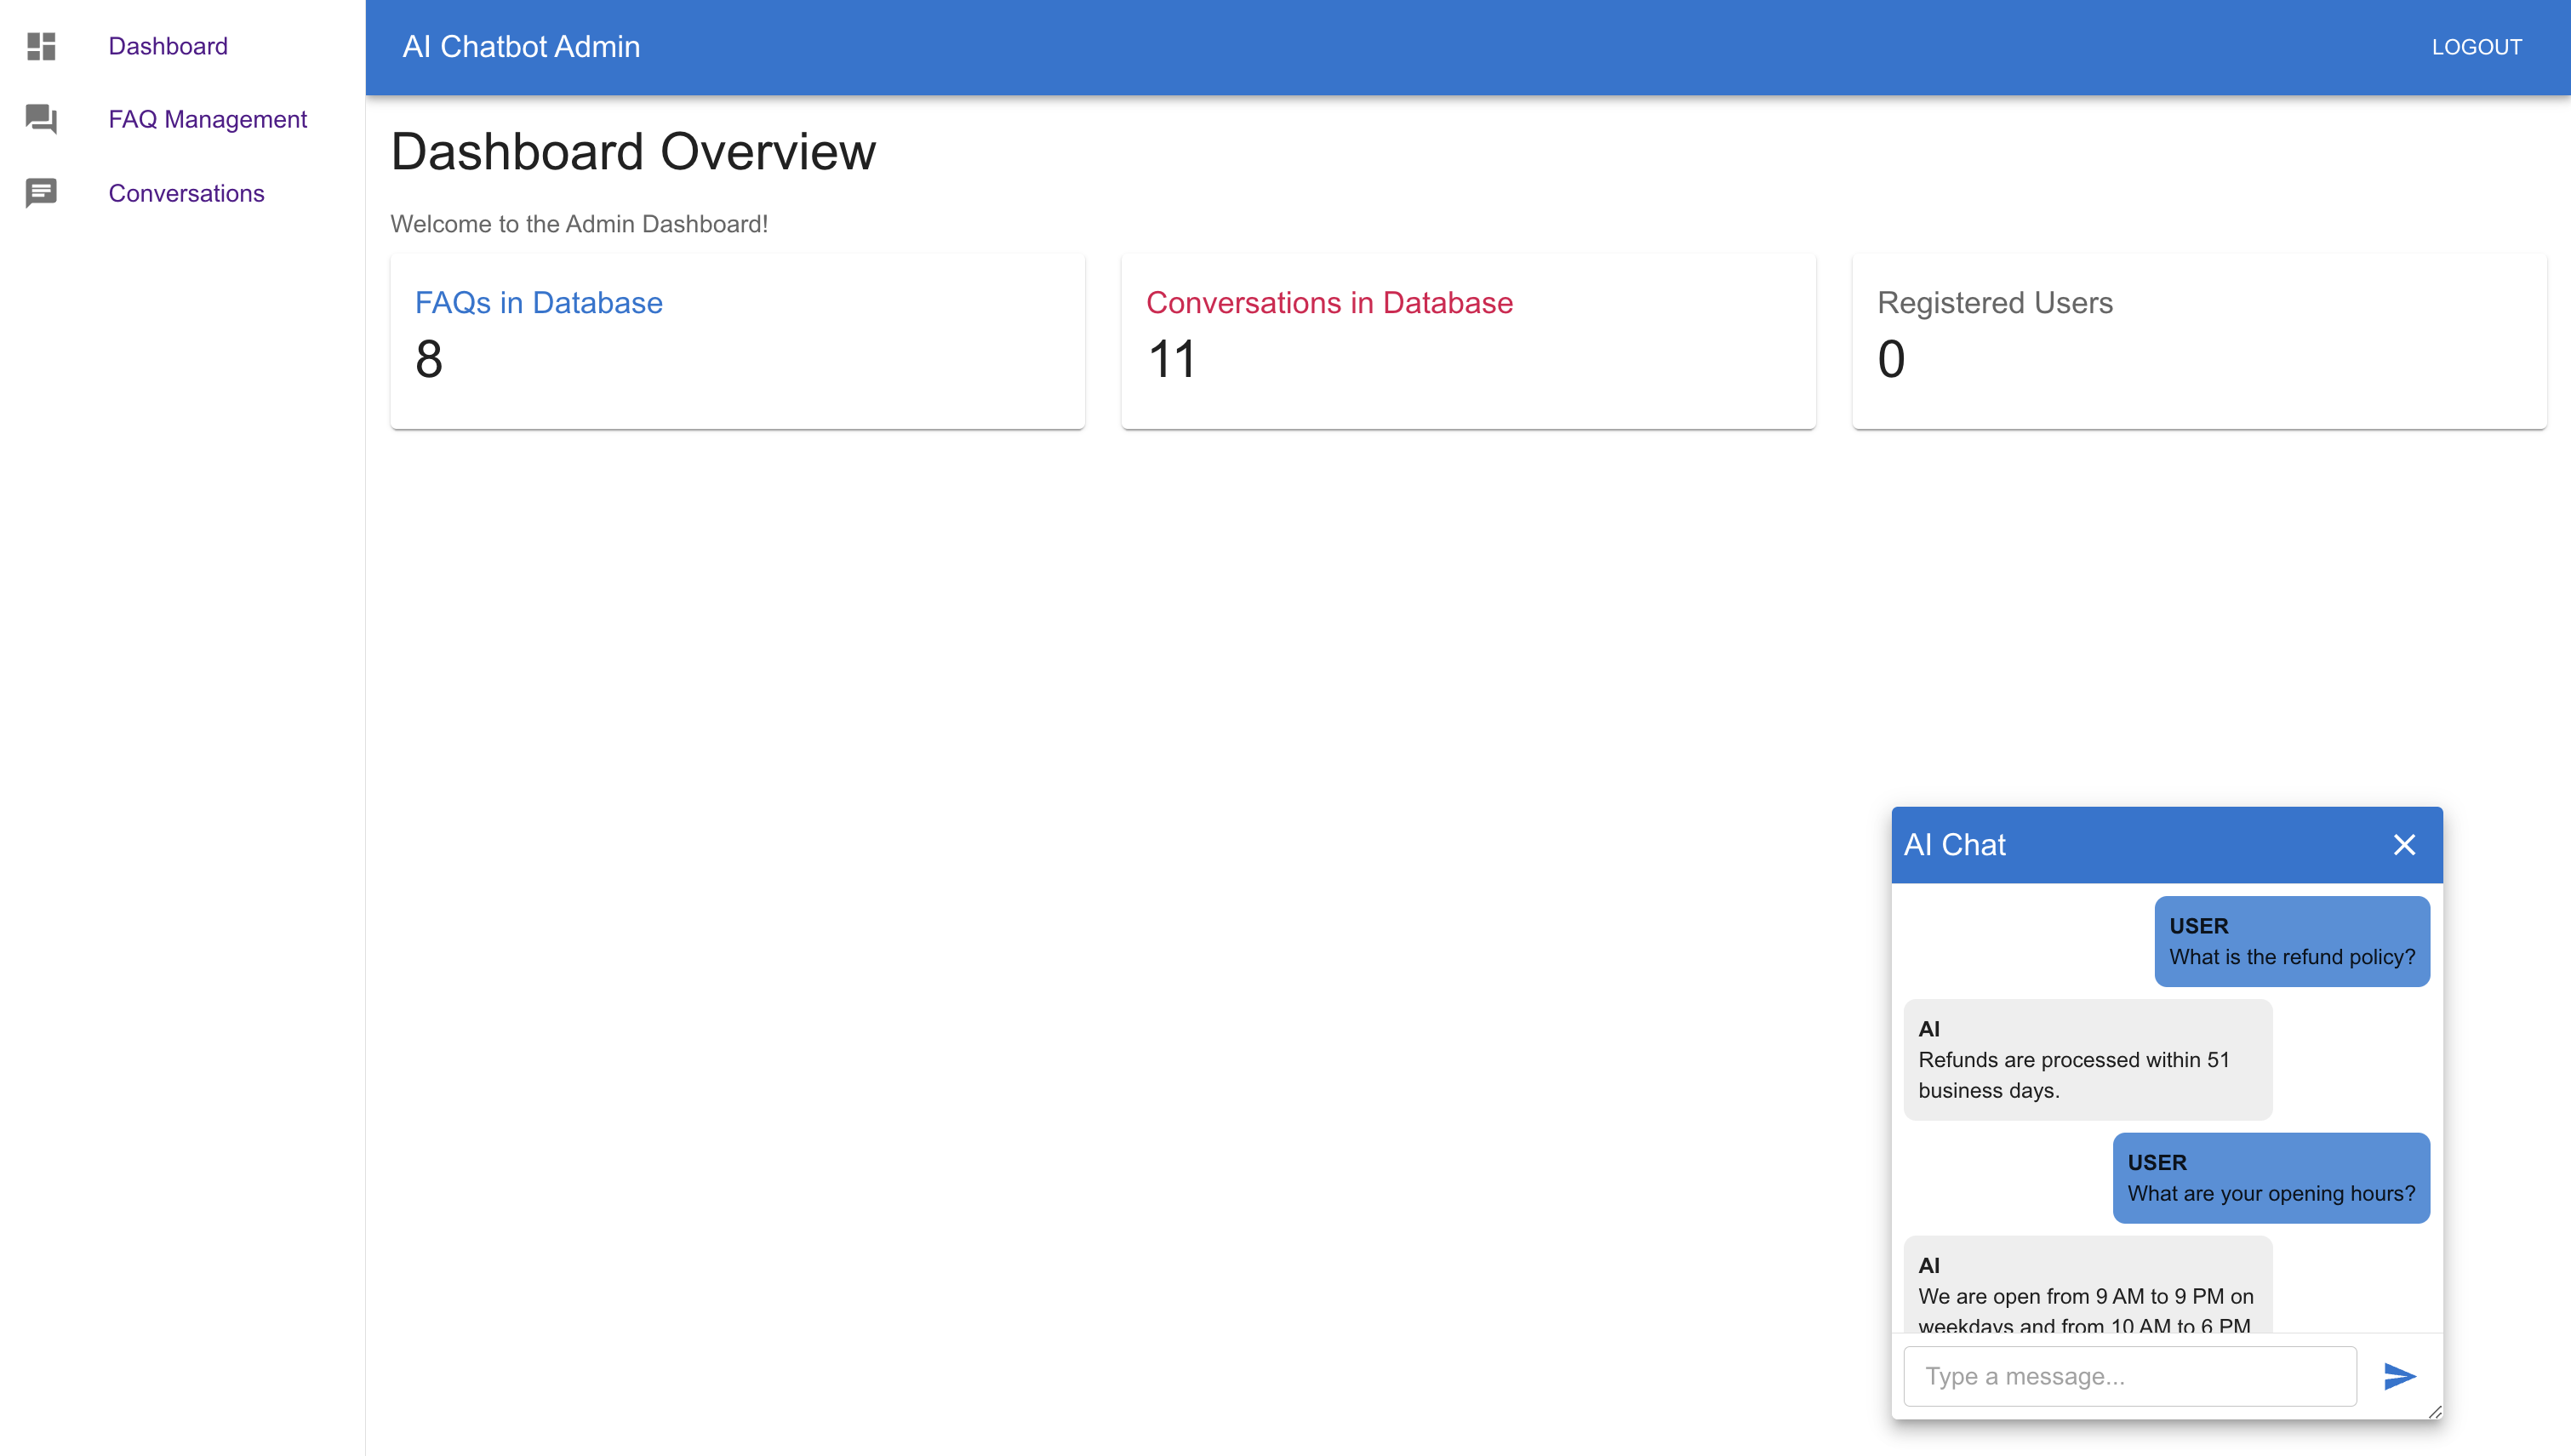 Dashboard
FAQ Management
Conversations
AI Chatbot Admin
LOGOUT
Dashboard Overview
Welcome to the Admin Dashboard!
FAQs in Database
8
Conversations in Database
11
Registered Users
0
AI Chat
USER
What is the refund policy?
AI
Refunds are processed within 51
business days.
USER
What are your opening hours?
AI
We are open from 9 AM to 9 PM on
weekdays and from 10 AM to 6 PM
Type a message...